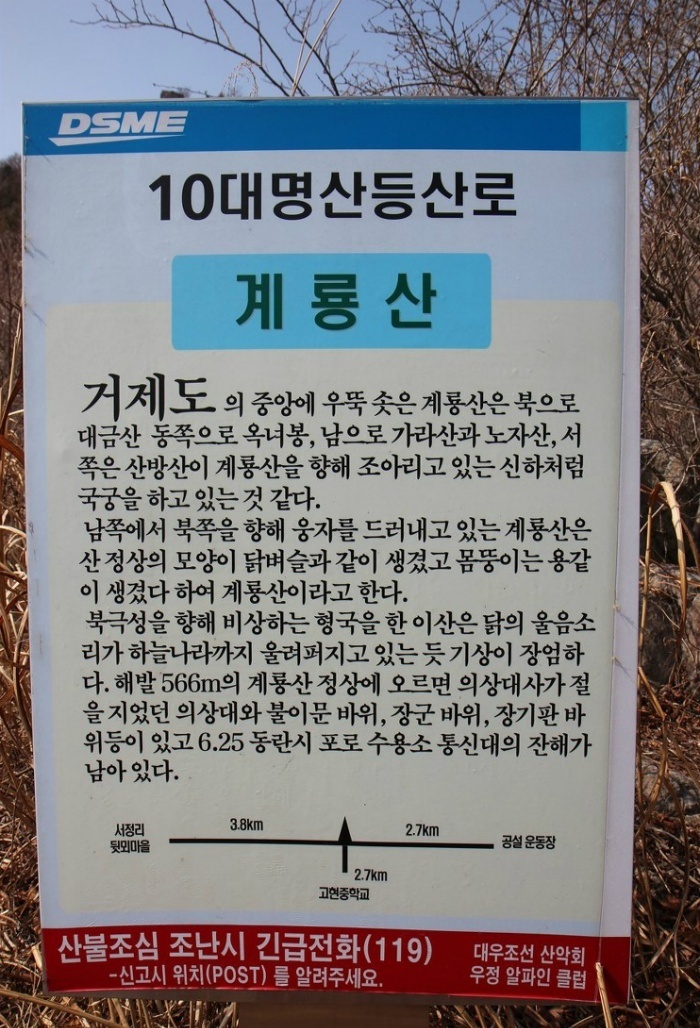 DSME
10대명산등산로
계룡산
거제도 의 중앙에 우뚝 솟은 계룡산은 북으로
대금산 동쪽으로 옥녀봉, 남으로 가라산과 노자산, 서
쪽은 산방산이 계룡산을 향해 조아리고 있는 신하처럼
국궁을 하고 있는 것 같다.
남쪽에서 북쪽을 향해 웅자를 드러내고 있는 계룡산은
산 정상의 모양이 닭벼슬과 같이 생겼고 몸뚱이는 용같
이 생겼다 하여 계룡산이라고 한다.
북극성을 향해 비상하는 형국을 한 이산은 닭의 울음소
리가 하늘나라까지 울려퍼지고 있는 듯 기상이 장엄하
다. 해발 566m의 계룡산 정상에 오르면 의상대사가 절
을 지었던 의상대와 불이문 바위, 장군 바위, 장기판 바
위등이 있고 6.25 동란시 포로 수용소 통신대의 잔해가
남아 있다.
서정리
뒷뫼마을
3.8km
2.7km
공설 운동장
2.7km
고현중학교
산불조심 조난시 긴급전화(119)
-신고시 위치(POST) 를 알려주세요.
대우조선 산악회
우정 알파인 클럽